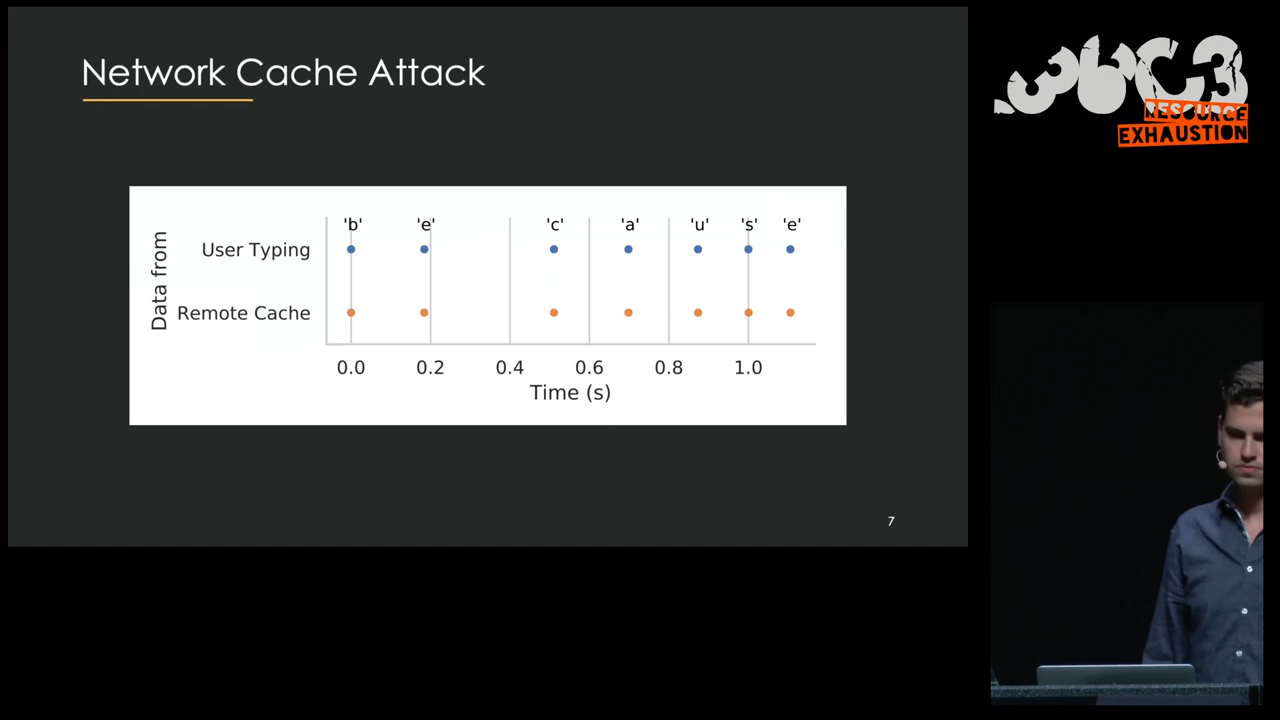 Network Cache Attack
'b' 'e' 'c' 'a' 'u' 's' 'e'
User Typing
Data from
Remote Cache
0.0 0.2 0.4 0.6 0.8 1.0
Time (s)
7
36C3
RESOURCE
EXHAUSTION